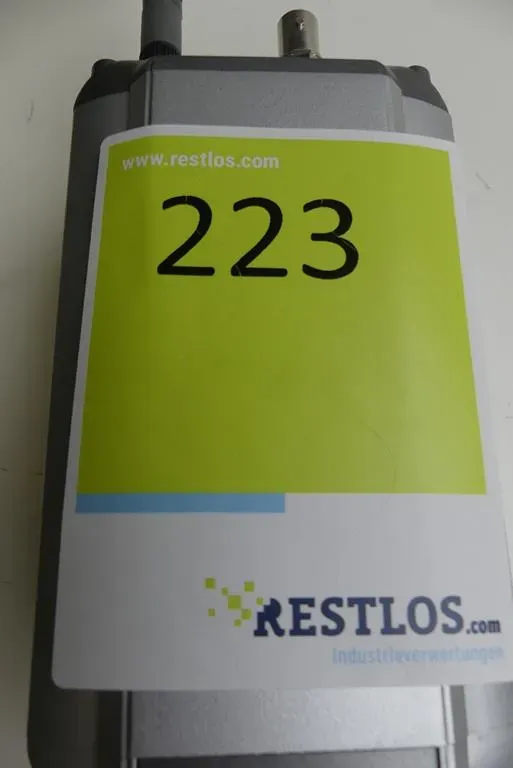 www.restlos.com
223
RESTLOS.com
Industrieverwertungen